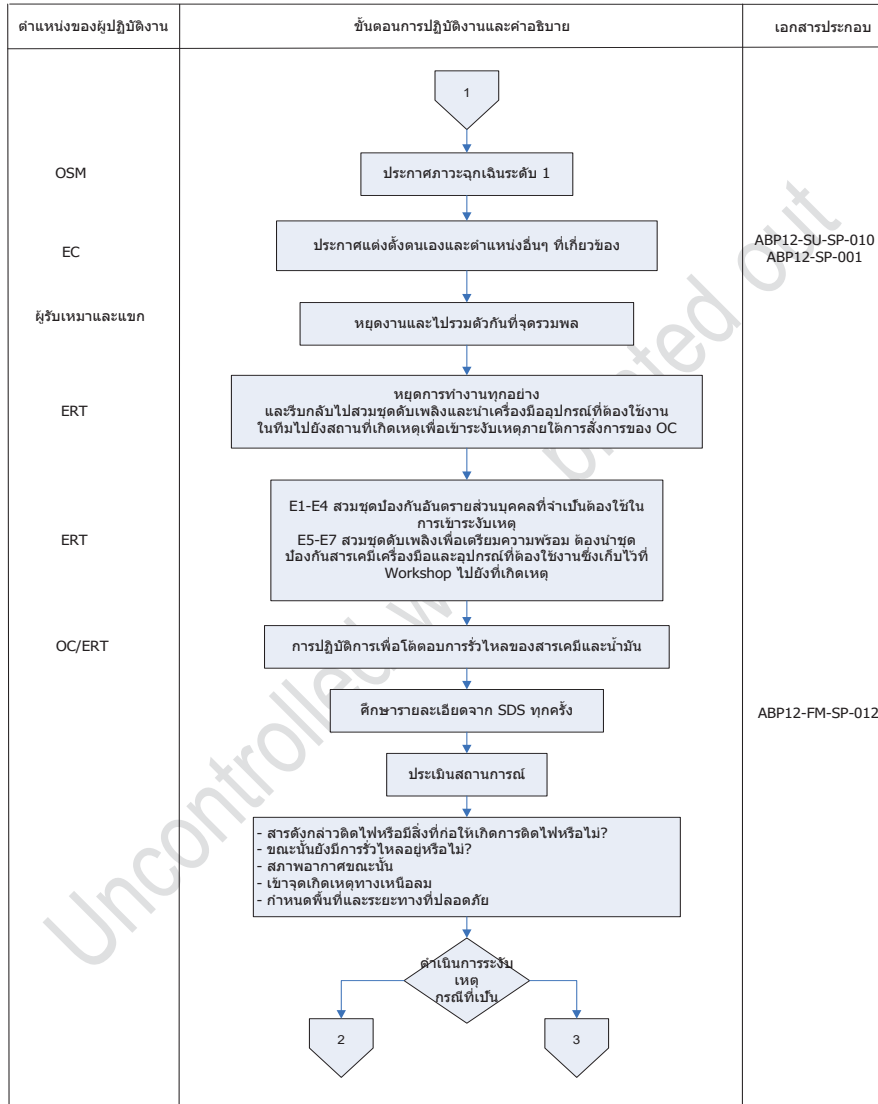 ตำแหน่งของผู้ปฏิบัติงาน
ขั้นตอนการปฏิบัติงานและคำอธิบาย
เอกสารประกอบ
1
OSM
ประกาศภาวะฉุกเฉินระดับ 1
EC
ประกาศแต่งตั้งตนเองและตำแหน่งอื่นๆ ที่เกี่ยวข้อง
ABP12-SU-SP-010
ABP12-SP-001
ผู้รับเหมาและแขก
หยุดงานและไปรวมตัวกันที่จุดรวมพล
ERT
หยุดการทำงานทุกอย่าง
และรีบกลับไปสวมชุดดับเพลิงและนำเครื่องมืออุปกรณ์ที่ต้องใช้งาน
ในทีมไปยังสถานที่เกิดเหตุเพื่อเข้าระงับเหตุภายใต้การสั่งการของ OC
ERT
E1-E4 สวมชุดป้องกันอันตรายส่วนบุคคลที่จำเป็นต้องใช้ใน
การเข้าระงับเหตุ
E5-E7 สวมชุดดับเพลิงเพื่อเตรียมความพร้อม ต้องนำชุด
ป้องกันสารเคมีเครื่องมือและอุปกรณ์ที่ต้องใช้งานซึ่งเก็บไว้ที่
Workshop ไปยังที่เกิดเหตุ
OC/ERT
การปฏิบัติการเพื่อโต้ตอบการรั่วไหลของสารเคมีและน้ำมัน
ศึกษารายละเอียดจาก SDS ทุกครั้ง
ABP12-FM-SP-012
ประเมินสถานการณ์
- สารดังกล่าวติดไฟหรือมีสิ่งที่ก่อให้เกิดการติดไฟหรือไม่?
- ขณะนั้นยังมีการรั่วไหลอยู่หรือไม่?
- สภาพอากาศขณะนั้น
- เข้าจุดเกิดเหตุทางเหนือลม
- กำหนดพื้นที่และระยะทางที่ปลอดภัย
ดำเนินการระงับ
เหตุ
กรณีที่เป็น
2
3
Uncontrolled
out